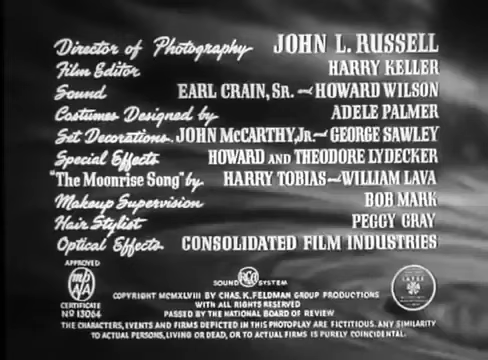 Director of Photography JOHN L. RUSSELL
Film Editor HARRY KELLER
Sound EARL CRAIN, SR. and HOWARD WILSON
Costumes Designed by ADELE PALMER
Set Decorations JOHN McCARTHY, JR. and GEORGE SAWLEY
Special Effects HOWARD AND THEODORE LYDECKER
"The Moonrise Song" by HARRY TOBIAS and WILLIAM LAVA
Makeup Supervision BOB MARK
Hair Stylist PEGGY GRAY
Optical Effects CONSOLIDATED FILM INDUSTRIES
APPROVED
CERTIFICATE
NO 13064
SOUND RCA SYSTEM
COPYRIGHT MCMXLVIII BY CHAS. K. FELDMAN GROUP PRODUCTIONS
WITH ALL RIGHTS RESERVED
PASSED BY THE NATIONAL BOARD OF REVIEW
THE CHARACTERS, EVENTS AND FIRMS DEPICTED IN THIS PHOTOPLAY ARE FICTITIOUS. ANY SIMILARITY
TO ACTUAL PERSONS, LIVING OR DEAD, OR TO ACTUAL FIRMS IS PURELY COINCIDENTAL.